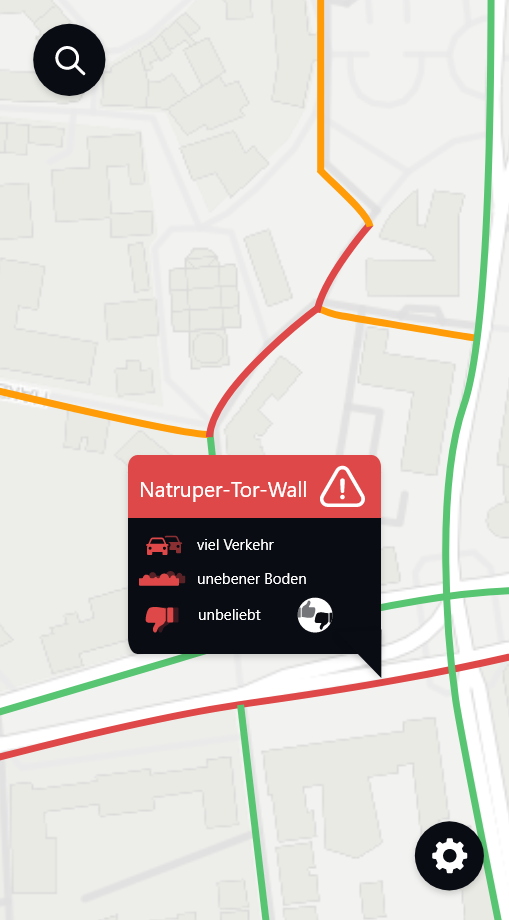 Natruper-Tor-Wall
viel Verkehr
unebener Boden
unbeliebt